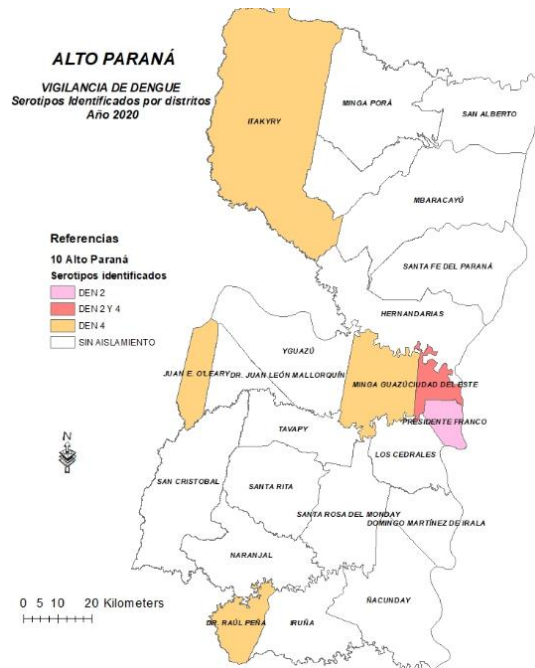 ALTO PARANÁ
VIGILANCIA DE DENGUE
Serotipos Identificados por distritos
Año 2020
ITAKYRY
MINGA PORÁ
SAN ALBERTO
MBARACAYÚ
SANTA FE DEL PARANÁ
HERNANDARIAS
Referencias
10 Alto Paraná
Serotipos identificados
DEN 2
DEN 2 Y 4
DEN 4
SIN AISLAMIENTO
YGUAZÚ
JUAN E. O'LEARY
DR. JUAN LEÓN MALLORQUÍN
MINGA GUAZÚ
CIUDAD DEL ESTE
PRESIDENTE FRANCO
TAVAPY
LOS CEDRALES
N
SAN CRISTOBAL
SANTA RITA
SANTA ROSA DEL MONDAY
DOMINGO MARTÍNEZ DE IRALA
NARANJAL
ÑACUNDAY
0 5 10 20 Kilometers
DR. RAÚL PEÑA
IRUÑA